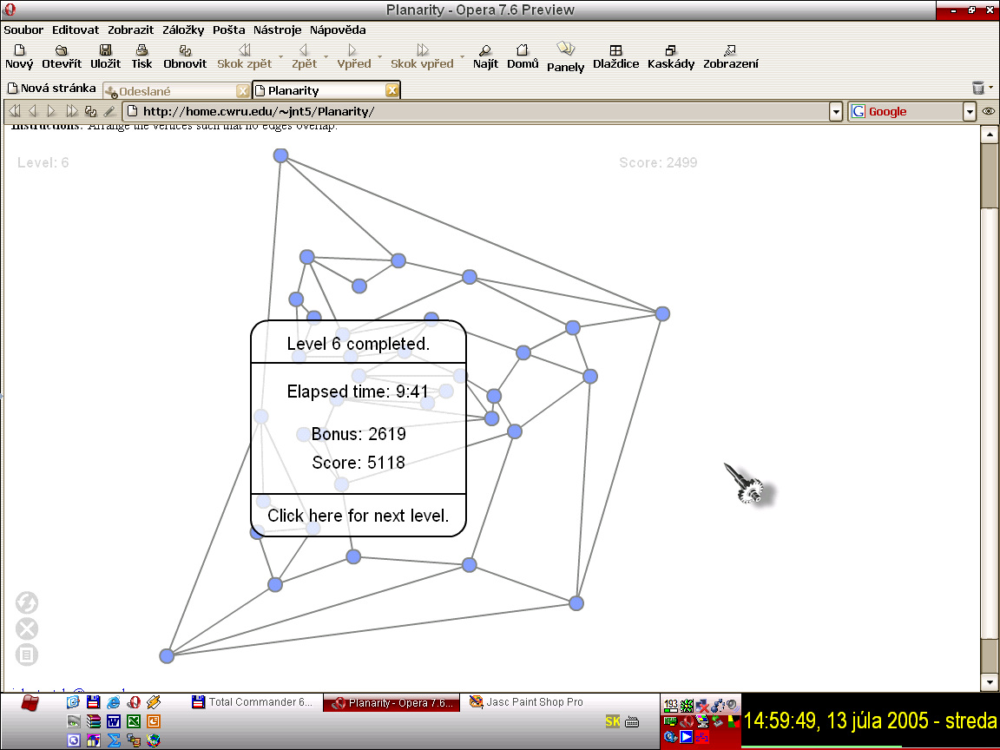 Planarity - Opera 7.6 Preview
Soubor Editovat Zobrazit Záložky Pošta Nástroje Nápověda
Nový Otevřít Uložit Tisk Obnovit Skok zpět Zpět Vpřed Skok vpřed Najít Domů Panely Dlaždice Kaskády Zobrazení
Nová stránka Odeslané Planarity
http://home.cwru.edu/~jnt5/Planarity/ Google
Instructions: Arrange the vertices such that no edges overlap.
Level: 6 Score: 2499
Level 6 completed.
Elapsed time: 9:41
Bonus: 2619
Score: 5118
Click here for next level.
Total Commander 6... Planarity - Opera 7.6... Jasc Paint Shop Pro
193
SK
14:59:49, 13 júla 2005 - streda